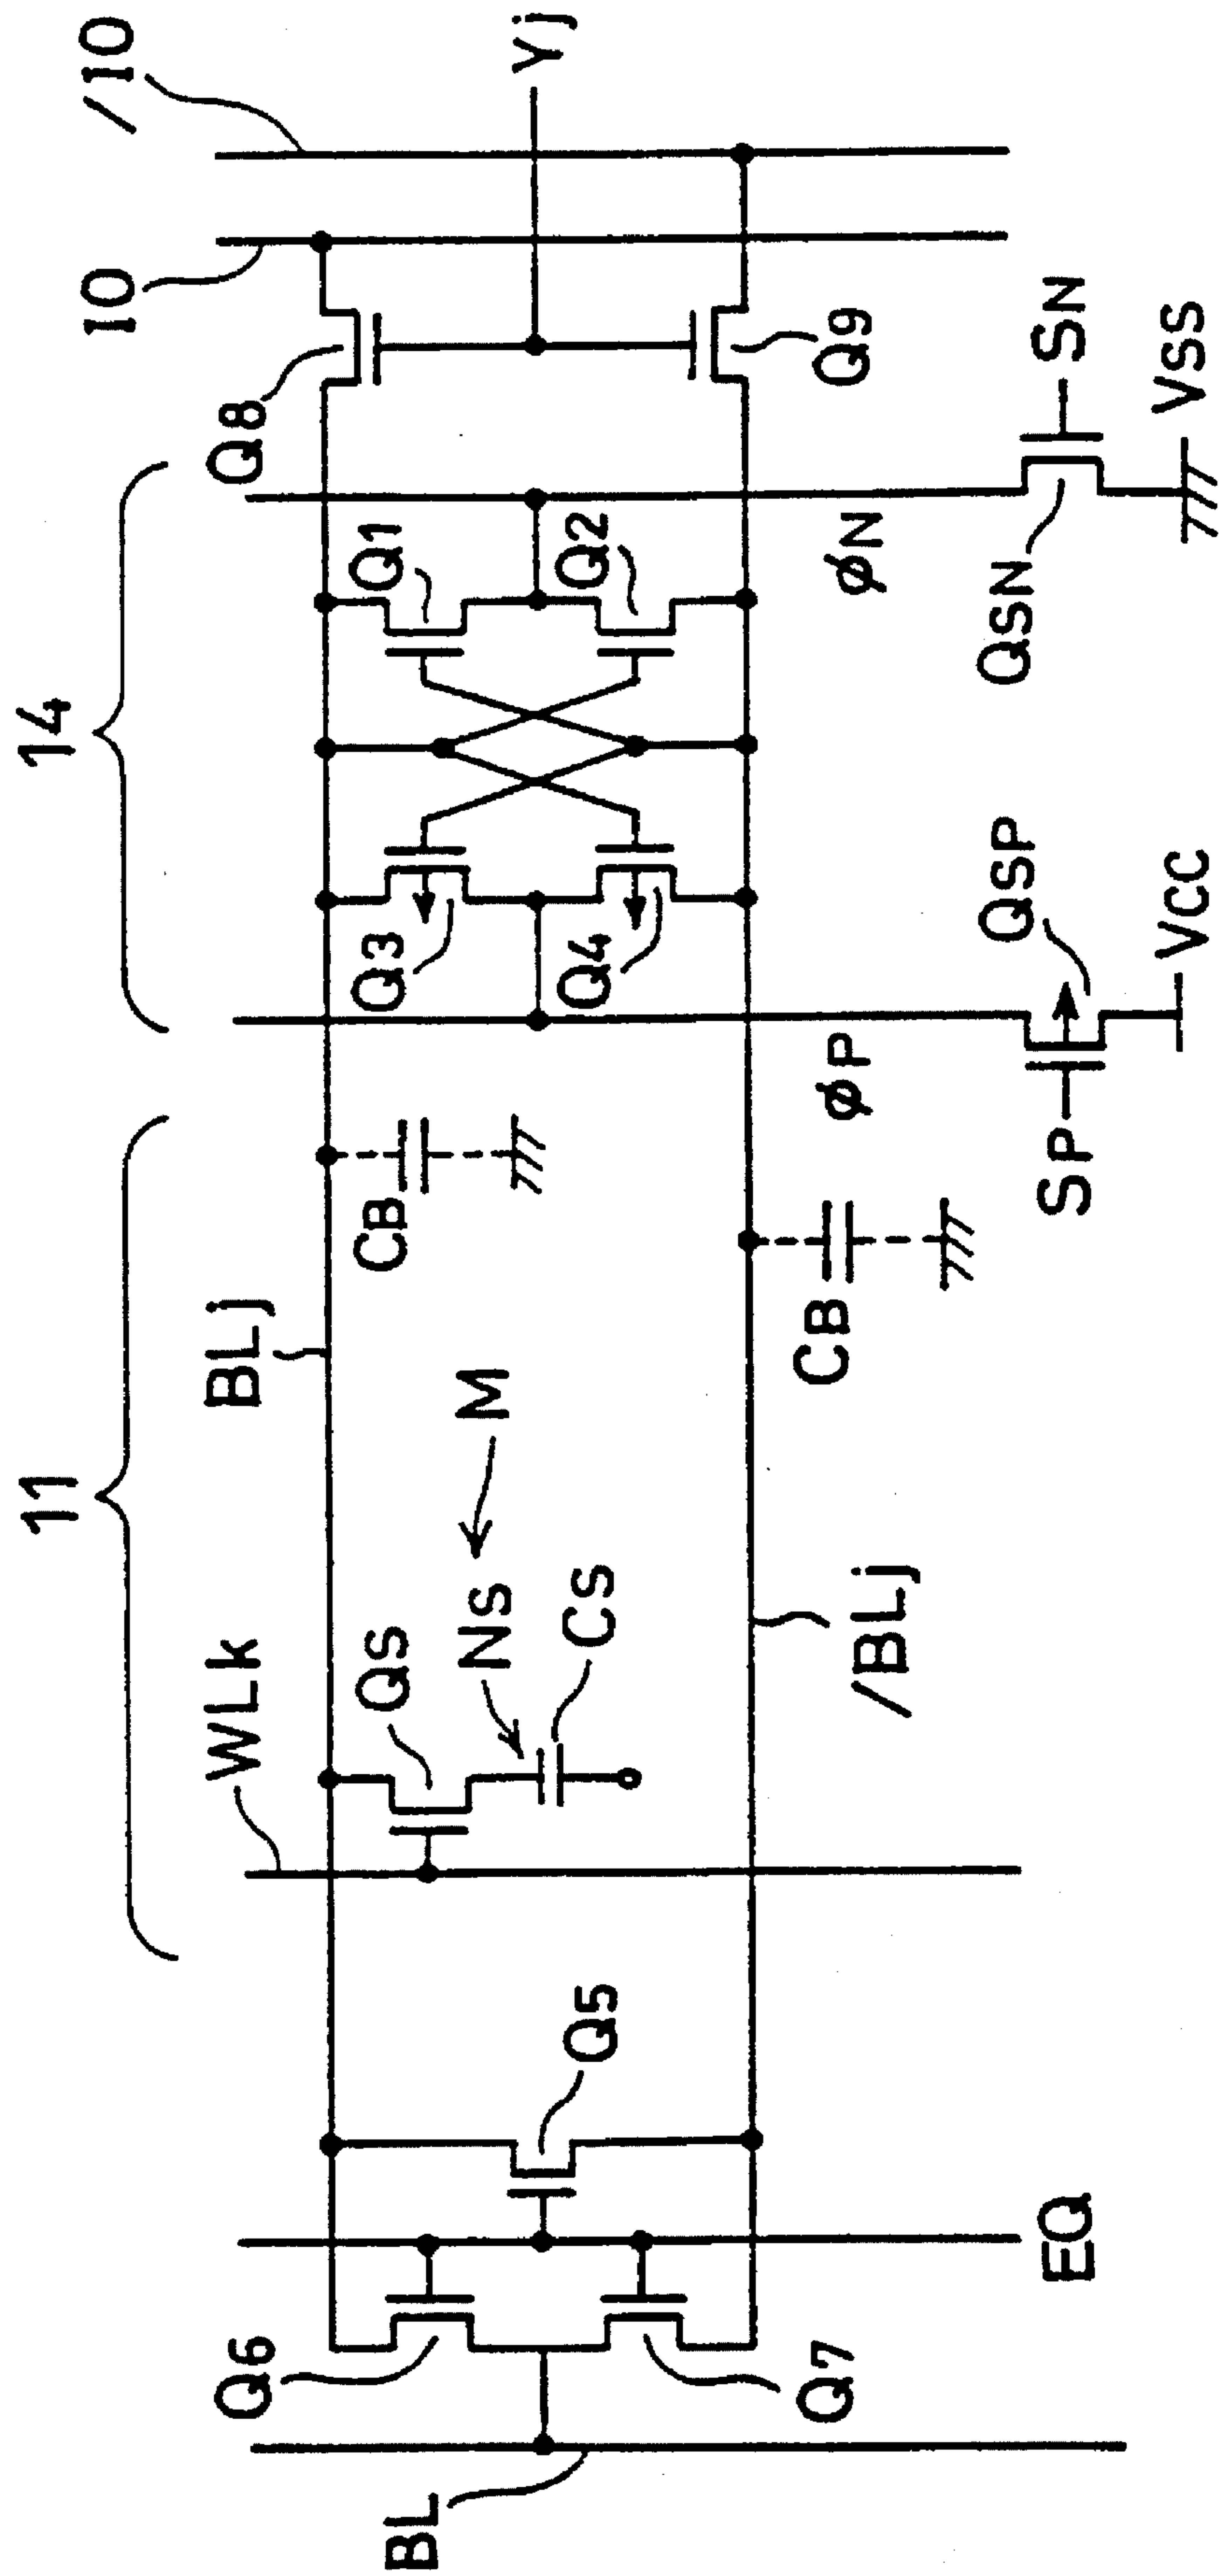 11
14
/IO
IO
WLk
BLj
Q8
Yj
Q6
QS
CB
Q3
Q1
NS
M
Q5
CS
Q4
Q2
BL
Q7
/BLj
CB
φP
φN
Q9
EQ
SP
QSP
QSN
SN
VCC
VSS